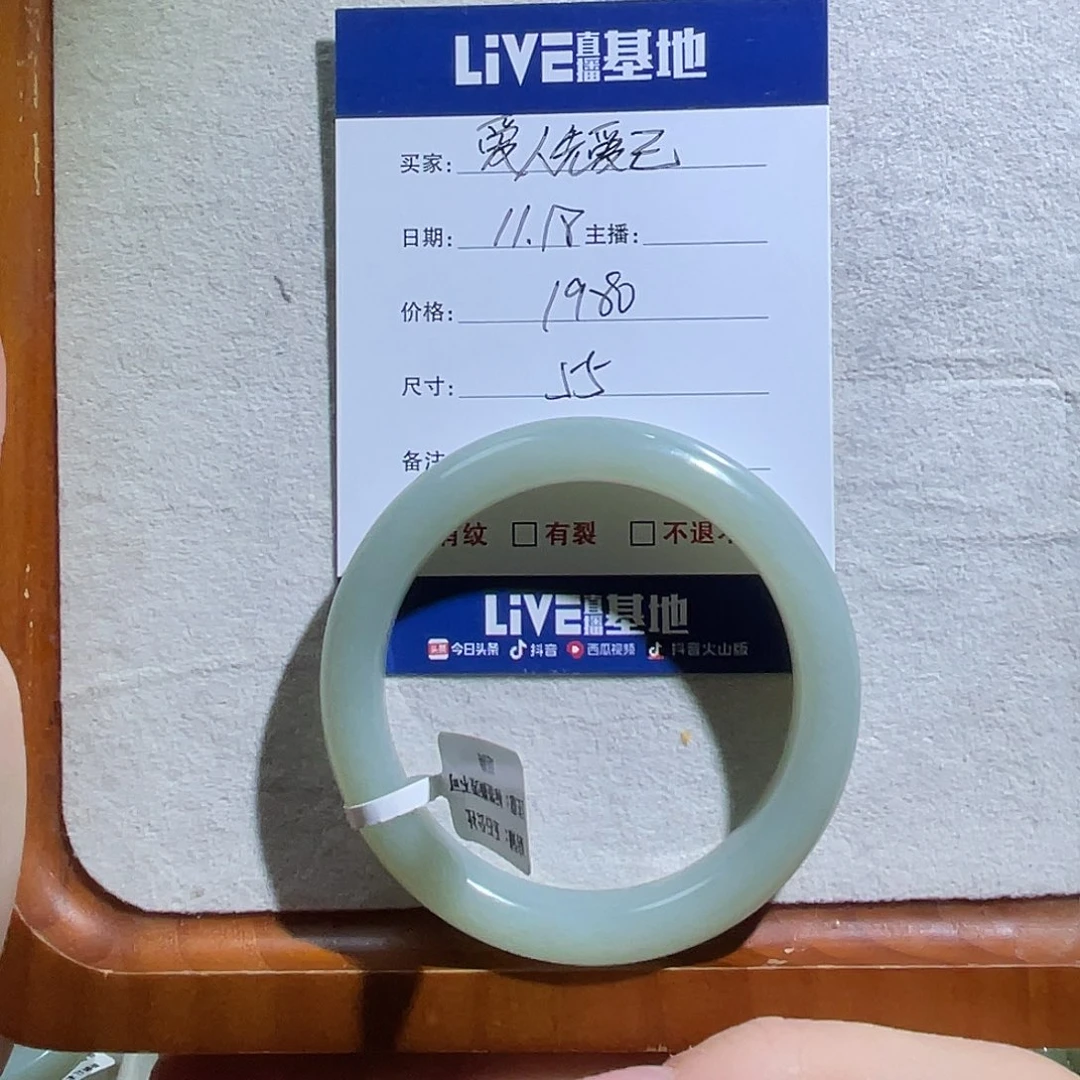 LiVE直播基地
买家: 爱人先爱己
日期: 11.18 主播:
价格: 1980
尺寸: 55
备注
有纹 □有裂 □不退
LiVE直播基地
今日头条 抖音 西瓜视频 抖音火山版